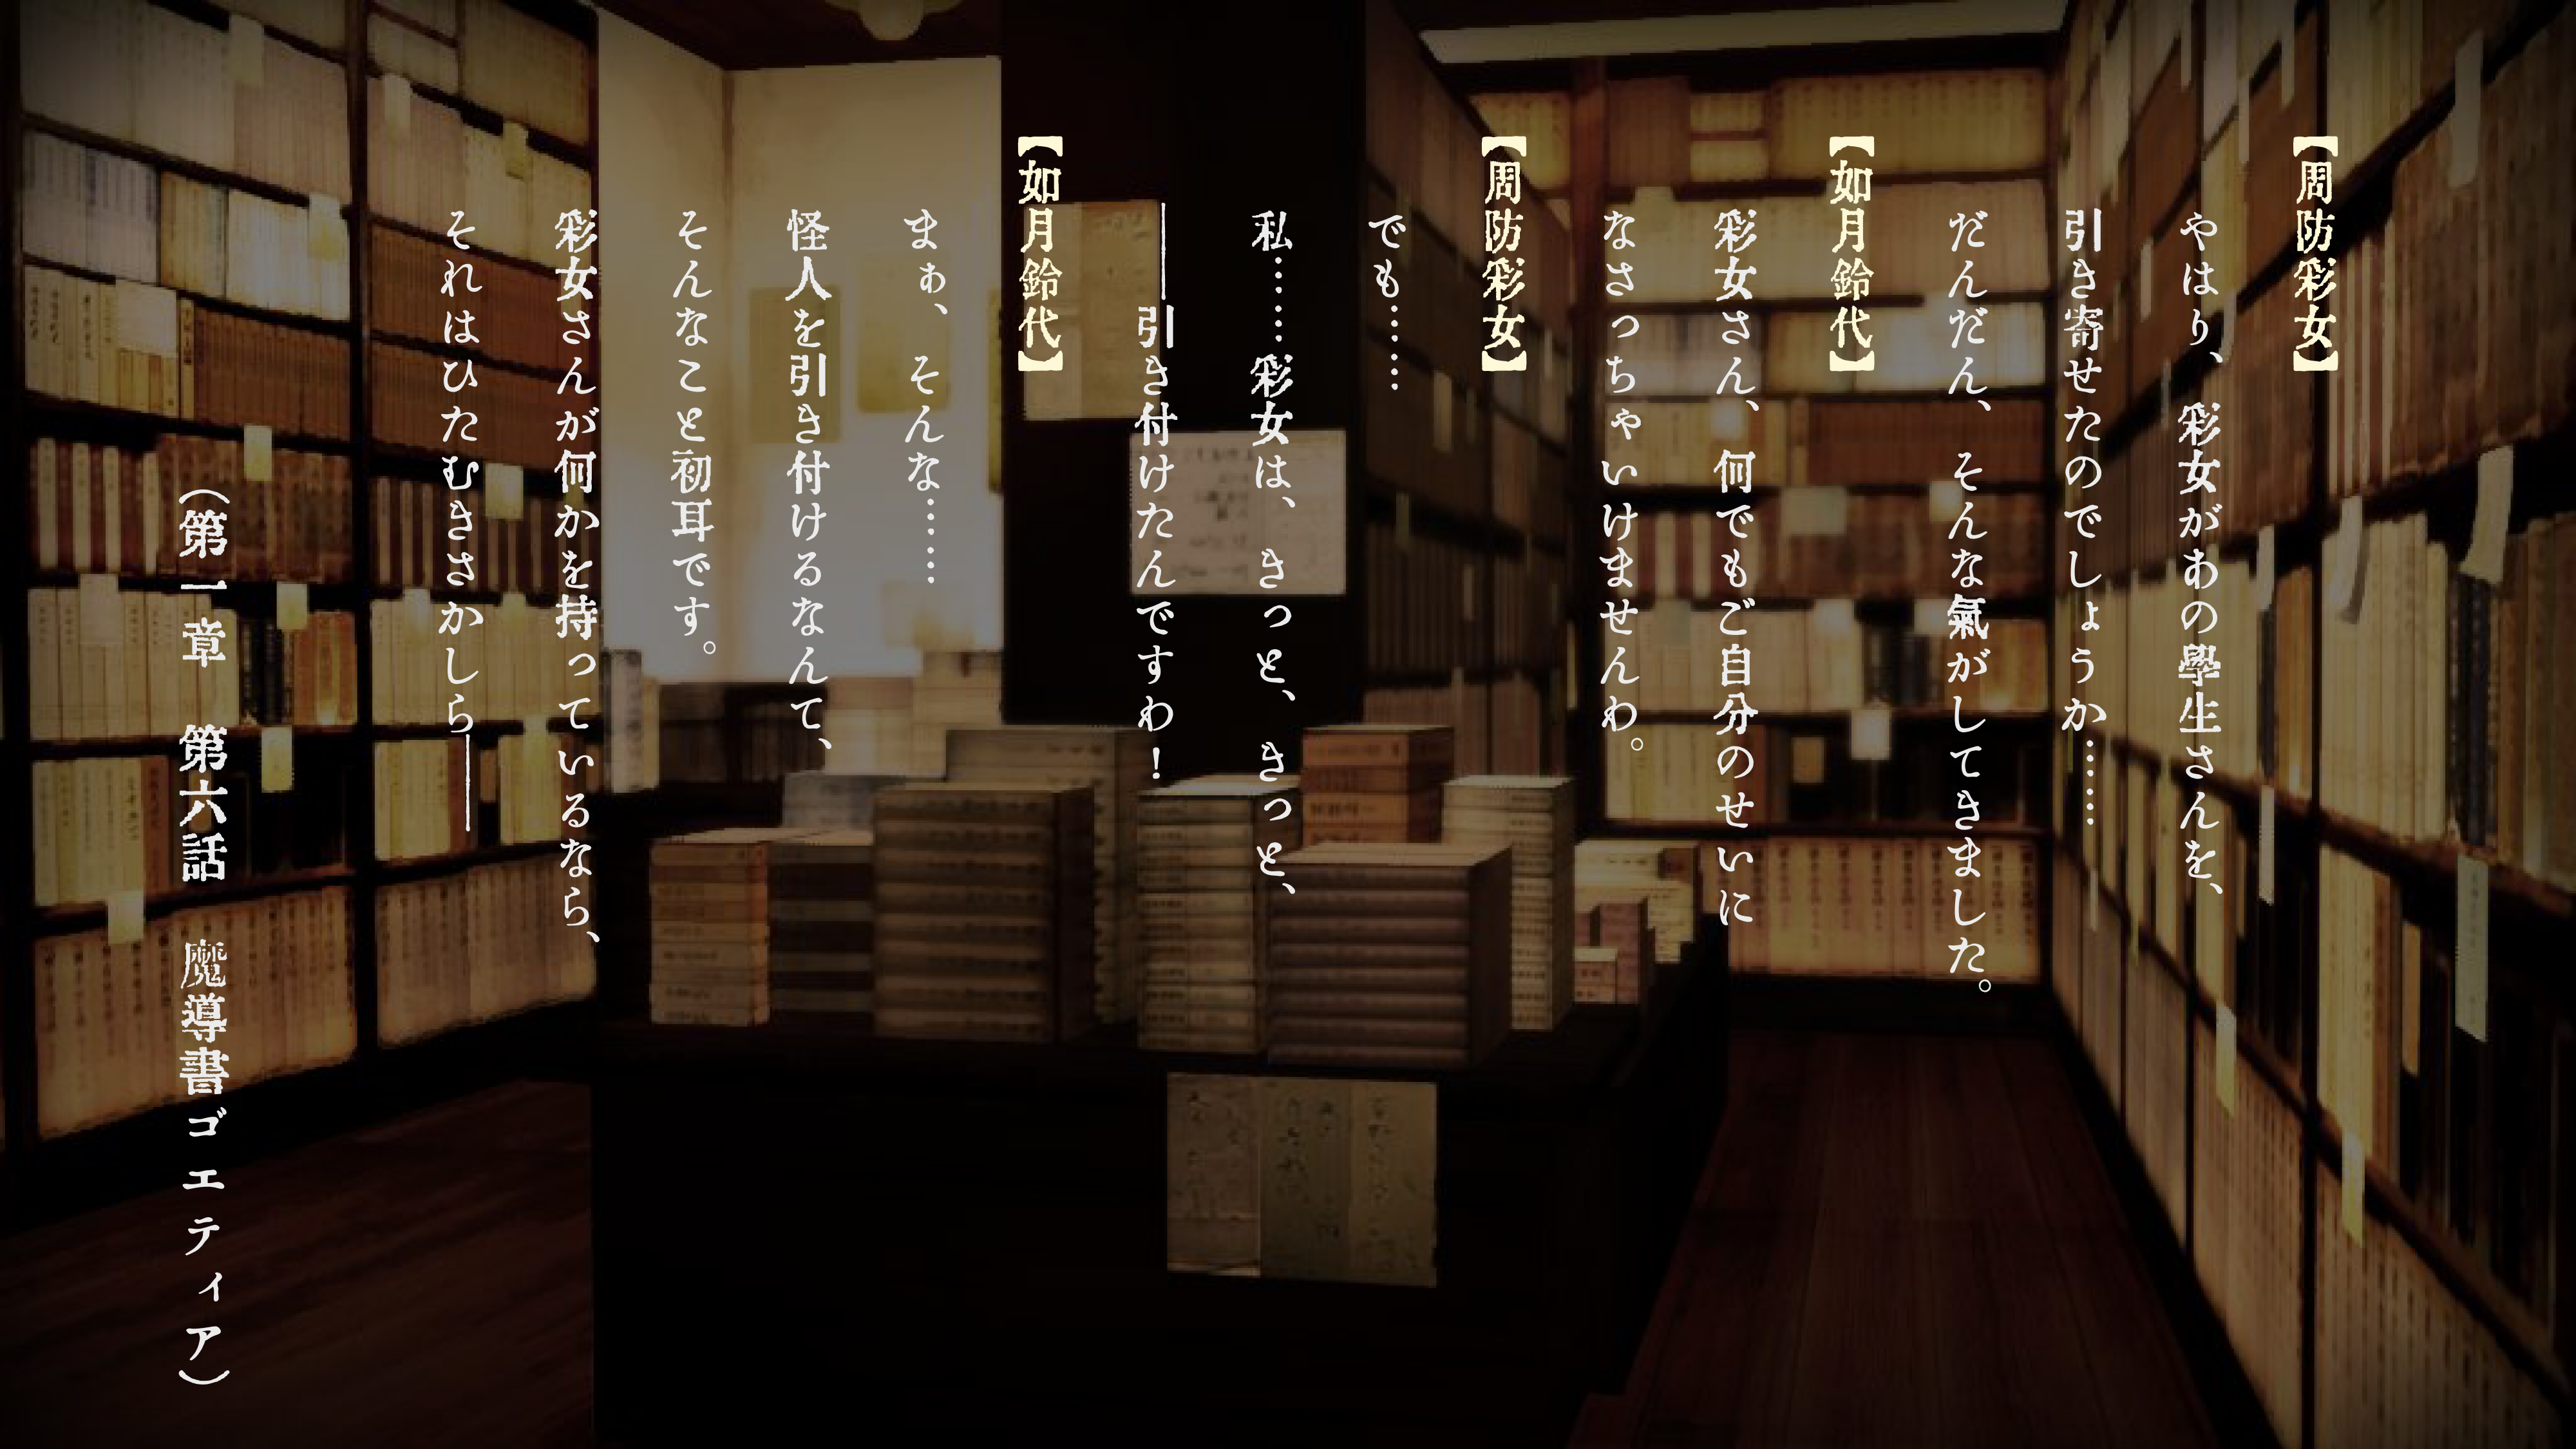 【周防彩女】
やはり、彩女があの學生さんを、
引き寄せたのでしょうか……
だんだん、そんな氣がしてきました。
【如月鈴代】
彩女さん、何でもご自分のせいに
なさっちゃいけませんわ。
【周防彩女】
でも……
私……彩女は、きっと、きっと、
――引き付けたんですわ！
【如月鈴代】
まぁ、そんな……
怪人を引き付けるなんて、
そんなこと初耳です。
彩女さんが何かを持っているなら、
それはひたむきさかしら――
（第一章　第六話　魔導書ゴエティア）